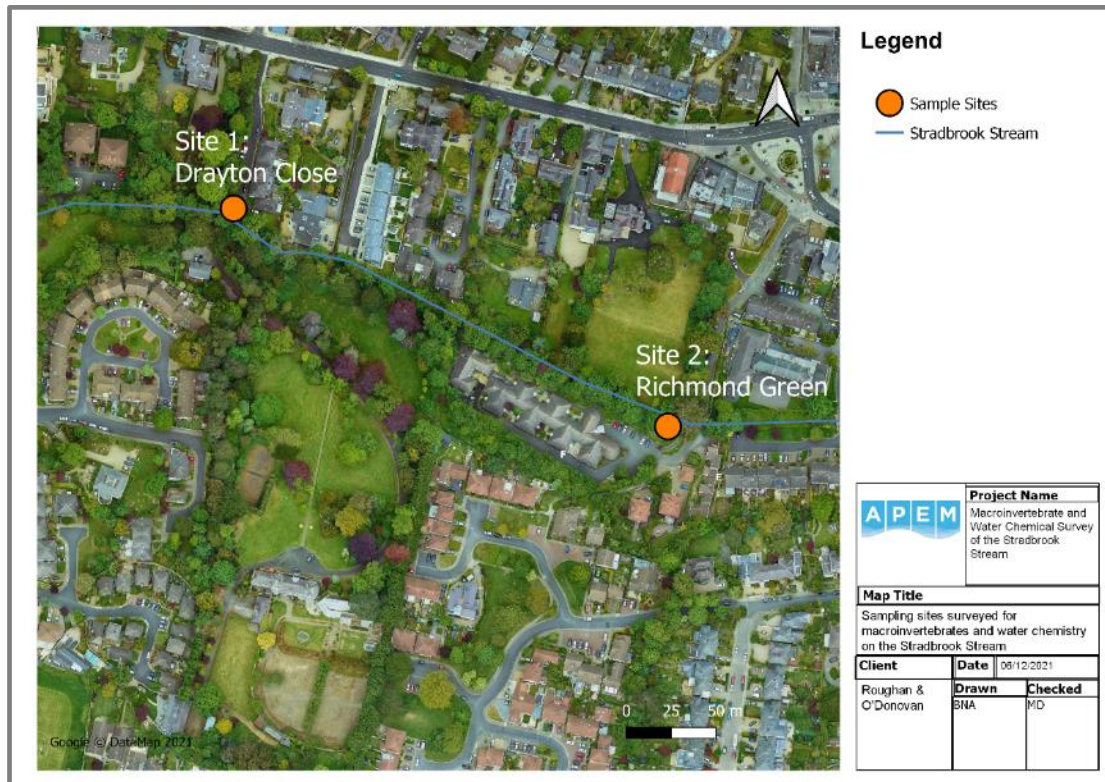 Site 1:
Drayton Close
Site 2:
Richmond Green
0 25 50 m
Google © Data Map 2021
Legend
Sample Sites
Stradbrook Stream
APEM
Project Name
Macroinvertebrate and
Water Chemical Survey
of the Stradbrook
Stream
Map Title
Sampling sites surveyed for
macroinvertebrates and water chemistry
on the Stradbrook Stream
Client
Date 06/12/2021
Roughan &
O'Donovan
Drawn
BNA
Checked
MD